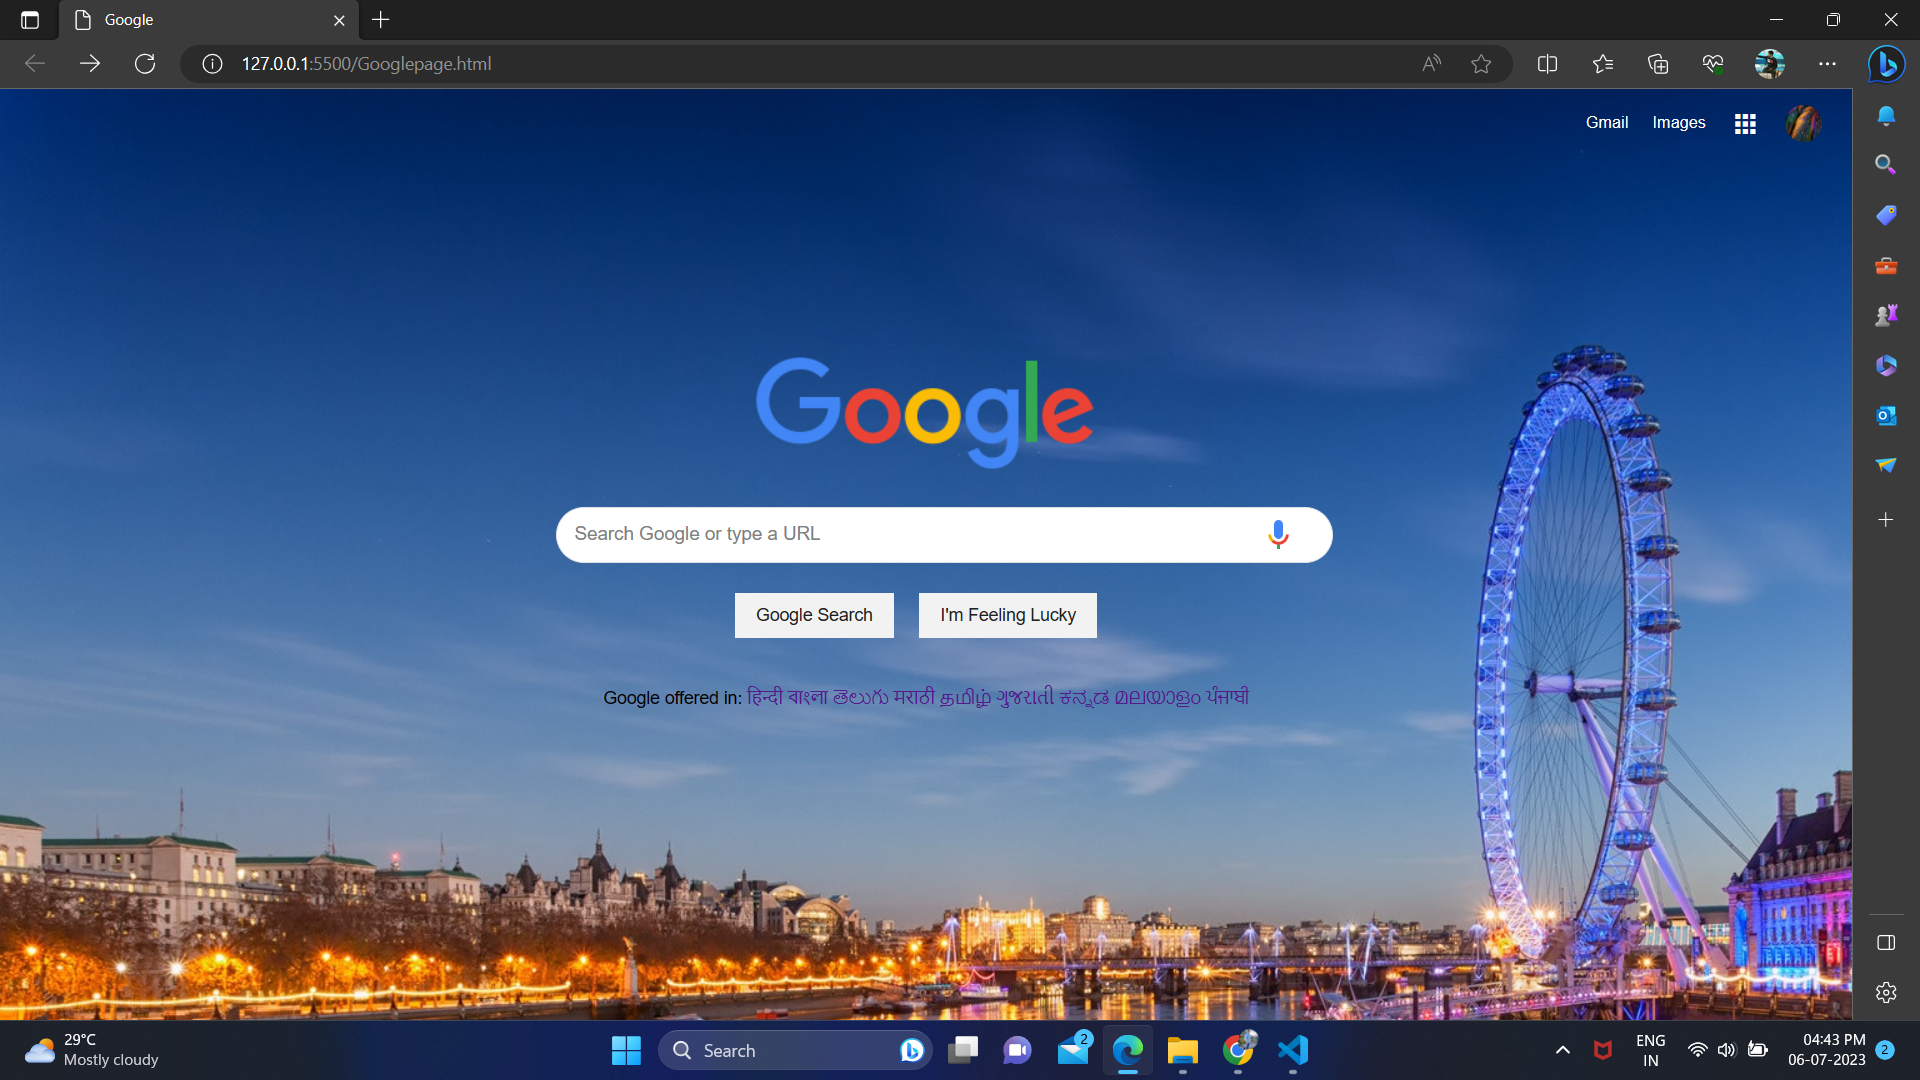 Google
127.0.0.1:5500/Googlepage.html
Gmail Images
Google
Search Google or type a URL
Google Search I'm Feeling Lucky
Google offered in: हिन्दी বাংলা తెలుగు मराठी தமிழ் ગુજરાતી ಕನ್ನಡ മലയാളം ਪੰਜਾਬੀ
29°C
Mostly cloudy
Search
2
ENG
IN
04:43 PM
06-07-2023
2